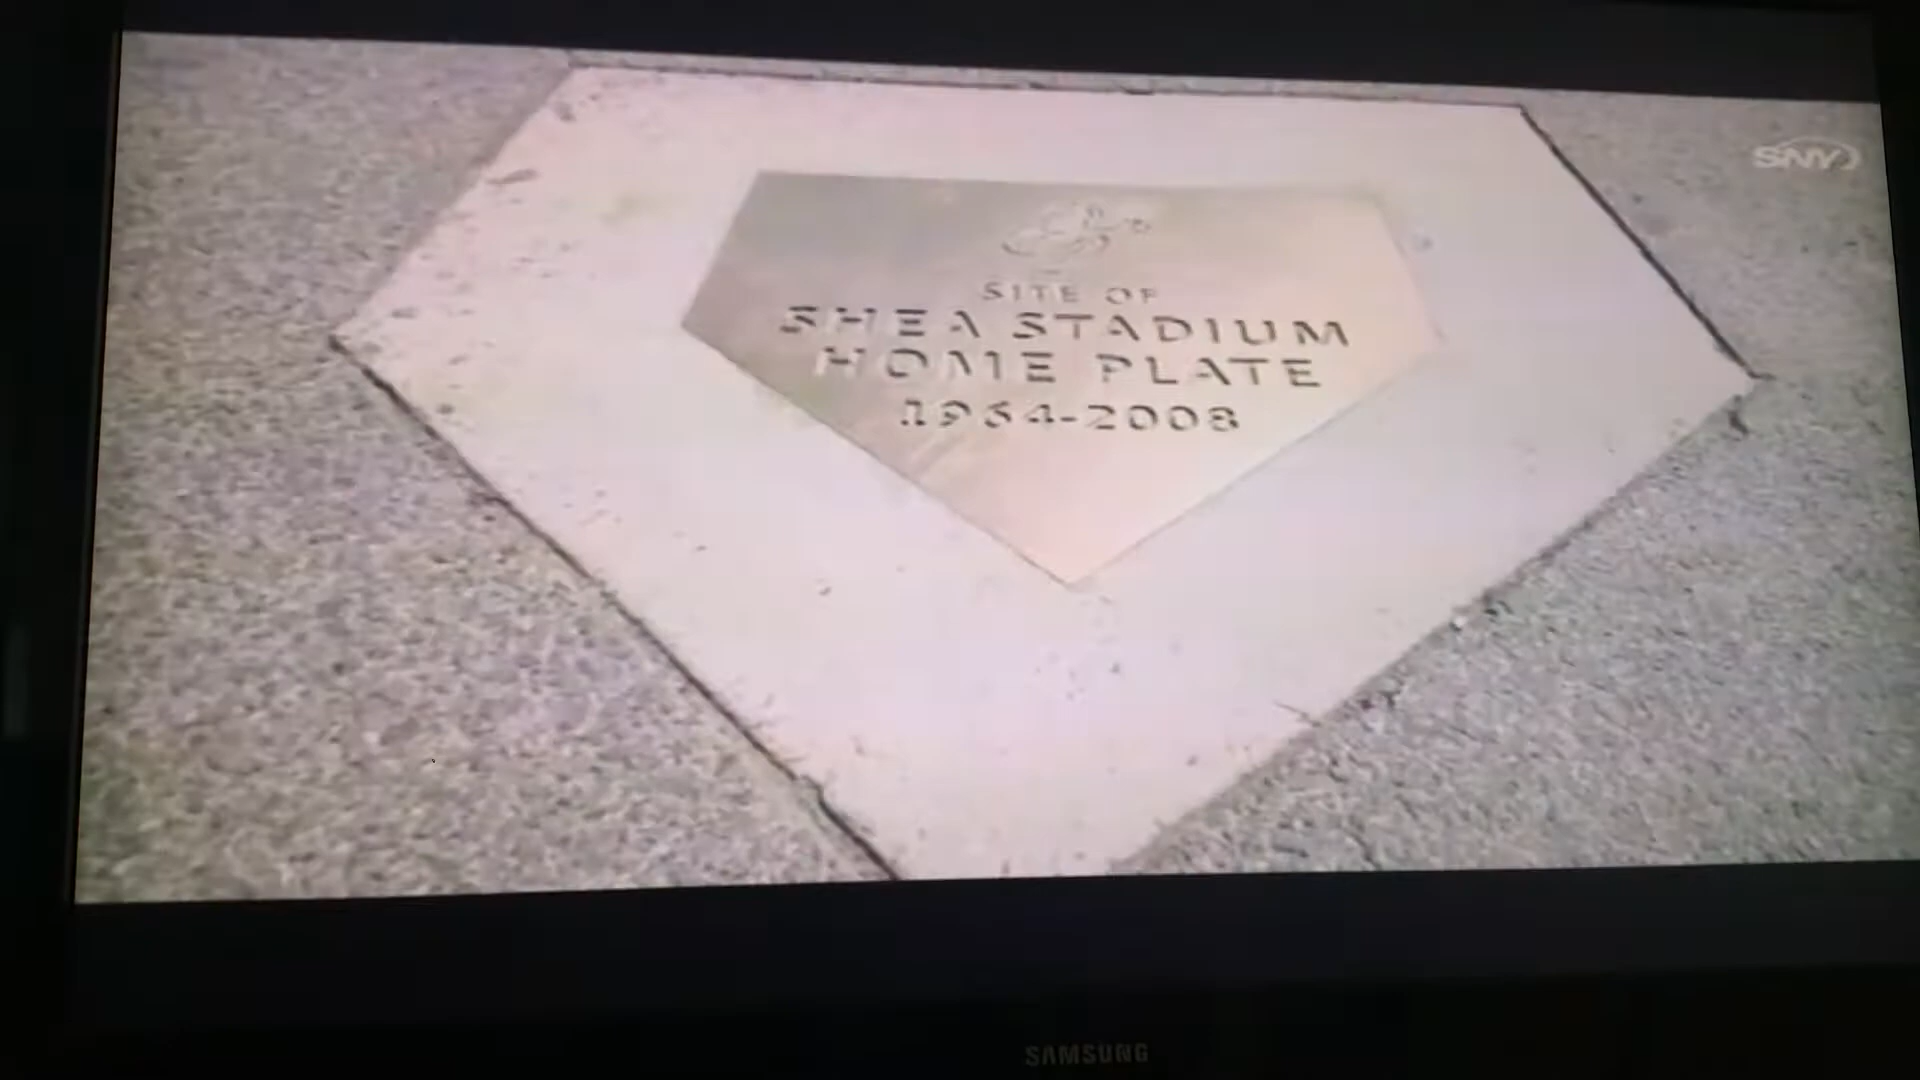 SNY
SITE OF
SHEA STADIUM
HOME PLATE
1964-2008
SAMSUNG